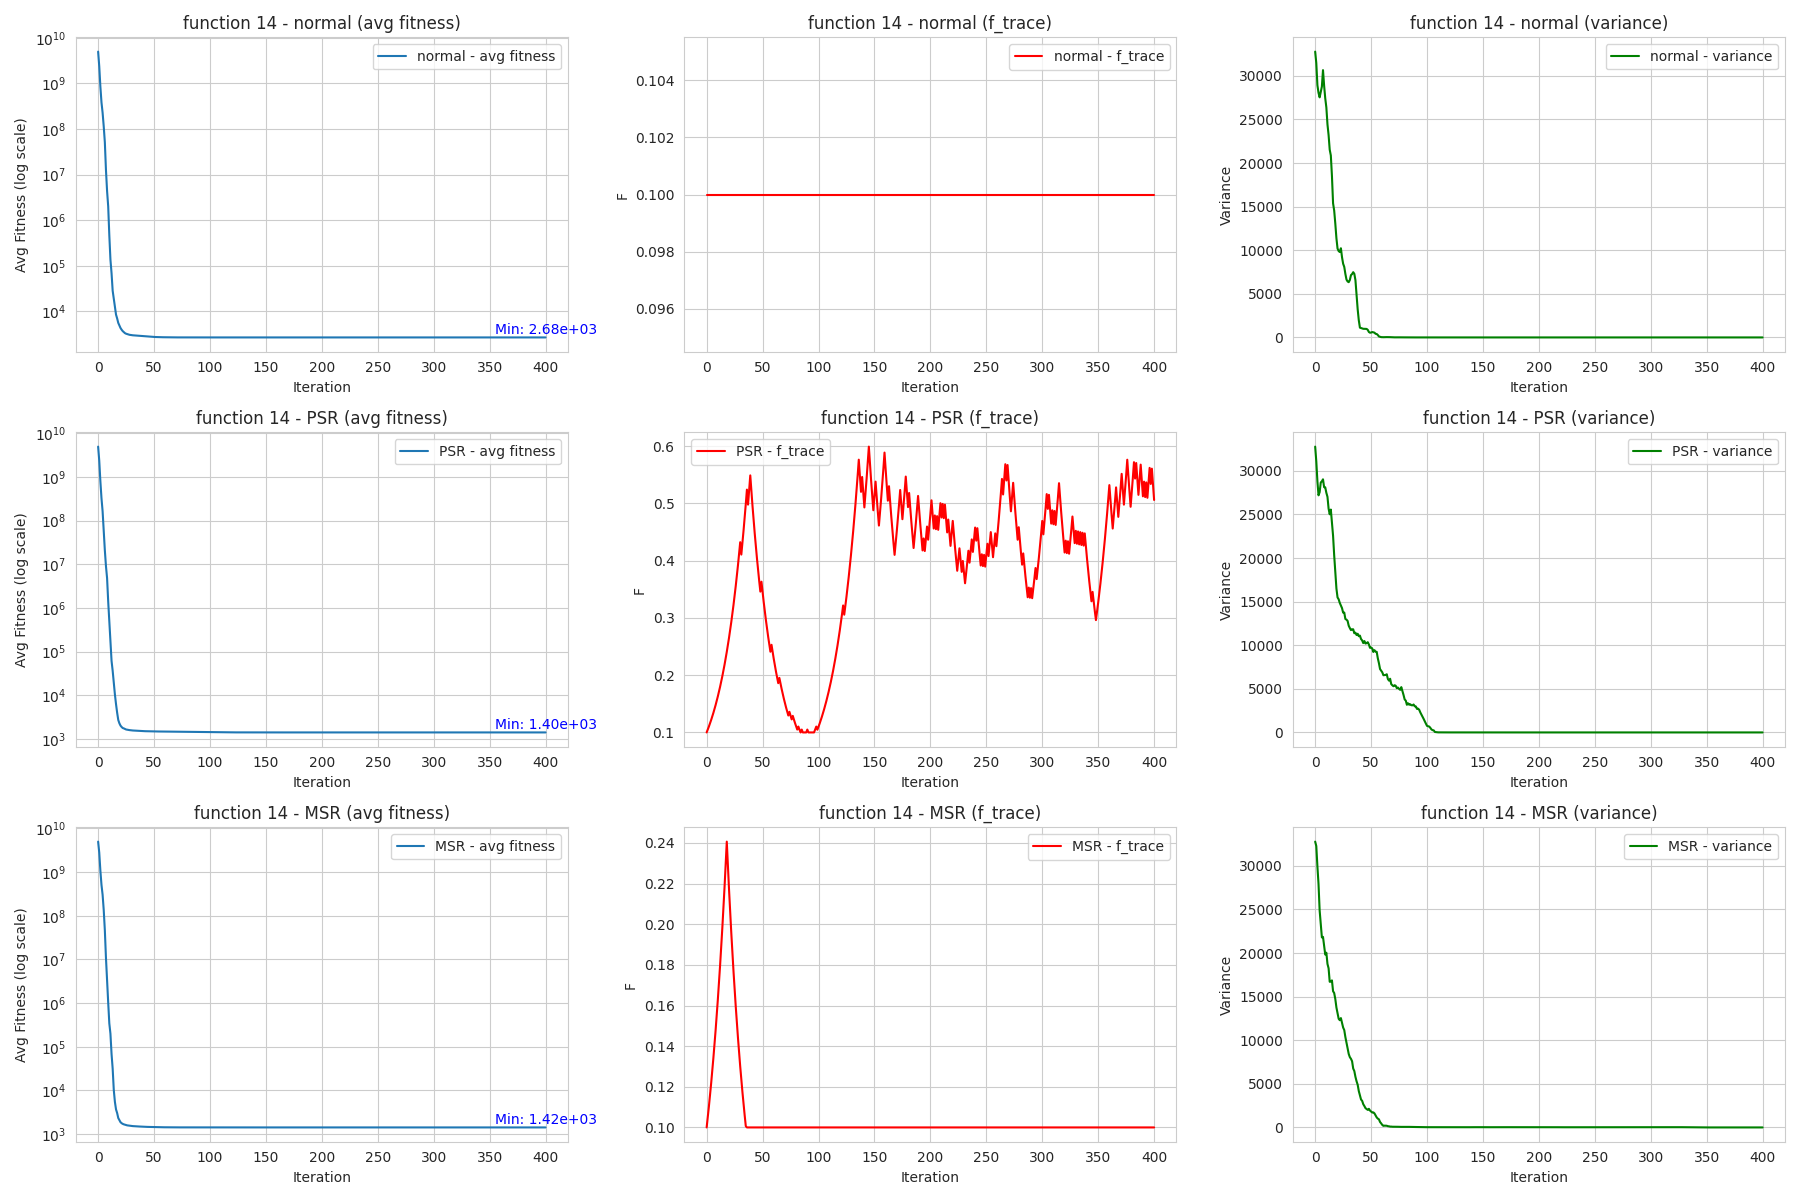 function 14 - normal (avg fitness)
normal - avg fitness
Avg Fitness (log scale)
10^10
10^9
10^8
10^7
10^6
10^5
10^4
Min: 2.68e+03
0 50 100 150 200 250 300 350 400
Iteration
function 14 - normal (f_trace)
normal - f_trace
F
0.104
0.102
0.100
0.098
0.096
0 50 100 150 200 250 300 350 400
Iteration
function 14 - normal (variance)
normal - variance
Variance
30000
25000
20000
15000
10000
5000
0
0 50 100 150 200 250 300 350 400
Iteration
function 14 - PSR (avg fitness)
PSR - avg fitness
Avg Fitness (log scale)
10^10
10^9
10^8
10^7
10^6
10^5
10^4
10^3
Min: 1.40e+03
0 50 100 150 200 250 300 350 400
Iteration
function 14 - PSR (f_trace)
PSR - f_trace
F
0.6
0.5
0.4
0.3
0.2
0.1
0 50 100 150 200 250 300 350 400
Iteration
function 14 - PSR (variance)
PSR - variance
Variance
30000
25000
20000
15000
10000
5000
0
0 50 100 150 200 250 300 350 400
Iteration
function 14 - MSR (avg fitness)
MSR - avg fitness
Avg Fitness (log scale)
10^10
10^9
10^8
10^7
10^6
10^5
10^4
10^3
Min: 1.42e+03
0 50 100 150 200 250 300 350 400
Iteration
function 14 - MSR (f_trace)
MSR - f_trace
F
0.24
0.22
0.20
0.18
0.16
0.14
0.12
0.10
0 50 100 150 200 250 300 350 400
Iteration
function 14 - MSR (variance)
MSR - variance
Variance
30000
25000
20000
15000
10000
5000
0
0 50 100 150 200 250 300 350 400
Iteration